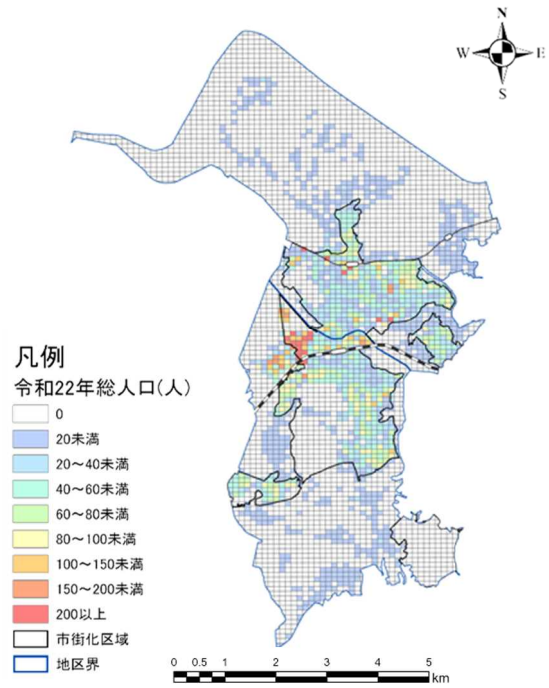 N
W E
S
凡例
令和22年総人口(人)
0
20未満
20～40未満
40～60未満
60～80未満
80～100未満
100～150未満
150～200未満
200以上
市街化区域
地区界
0 0.5 1 2 3 4 5
km